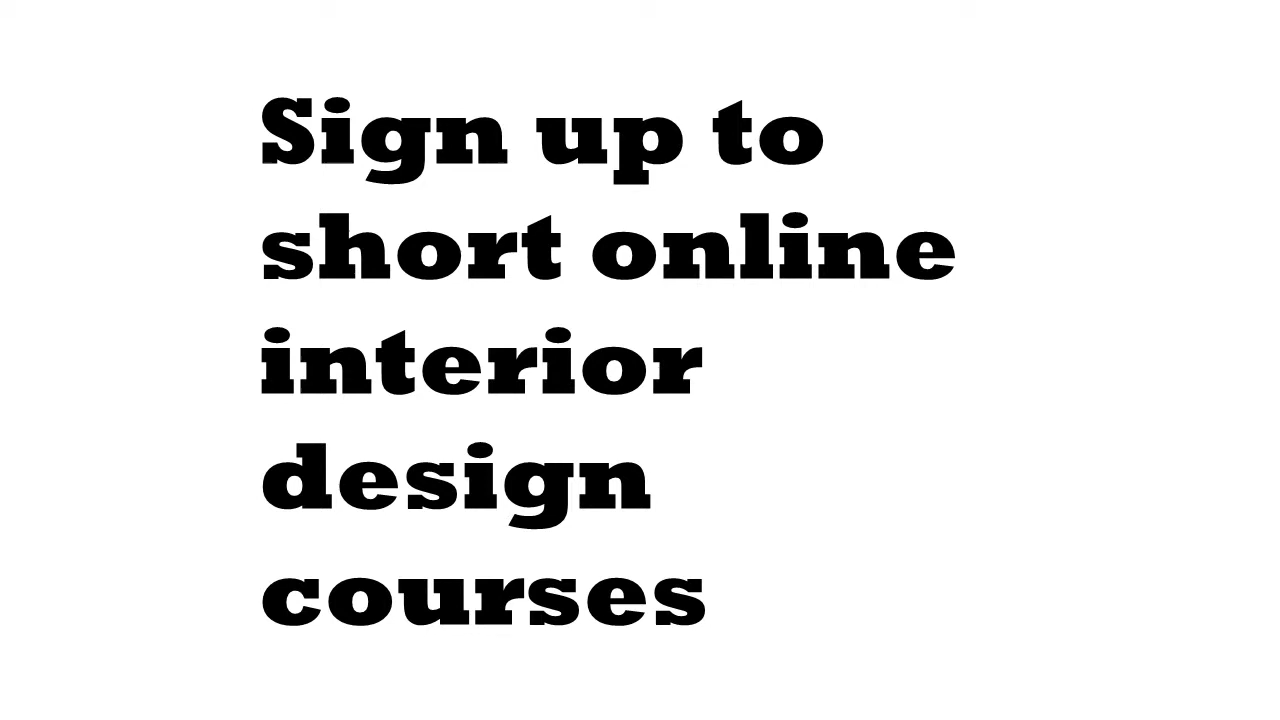 Sign up to
short online
interior
design
courses